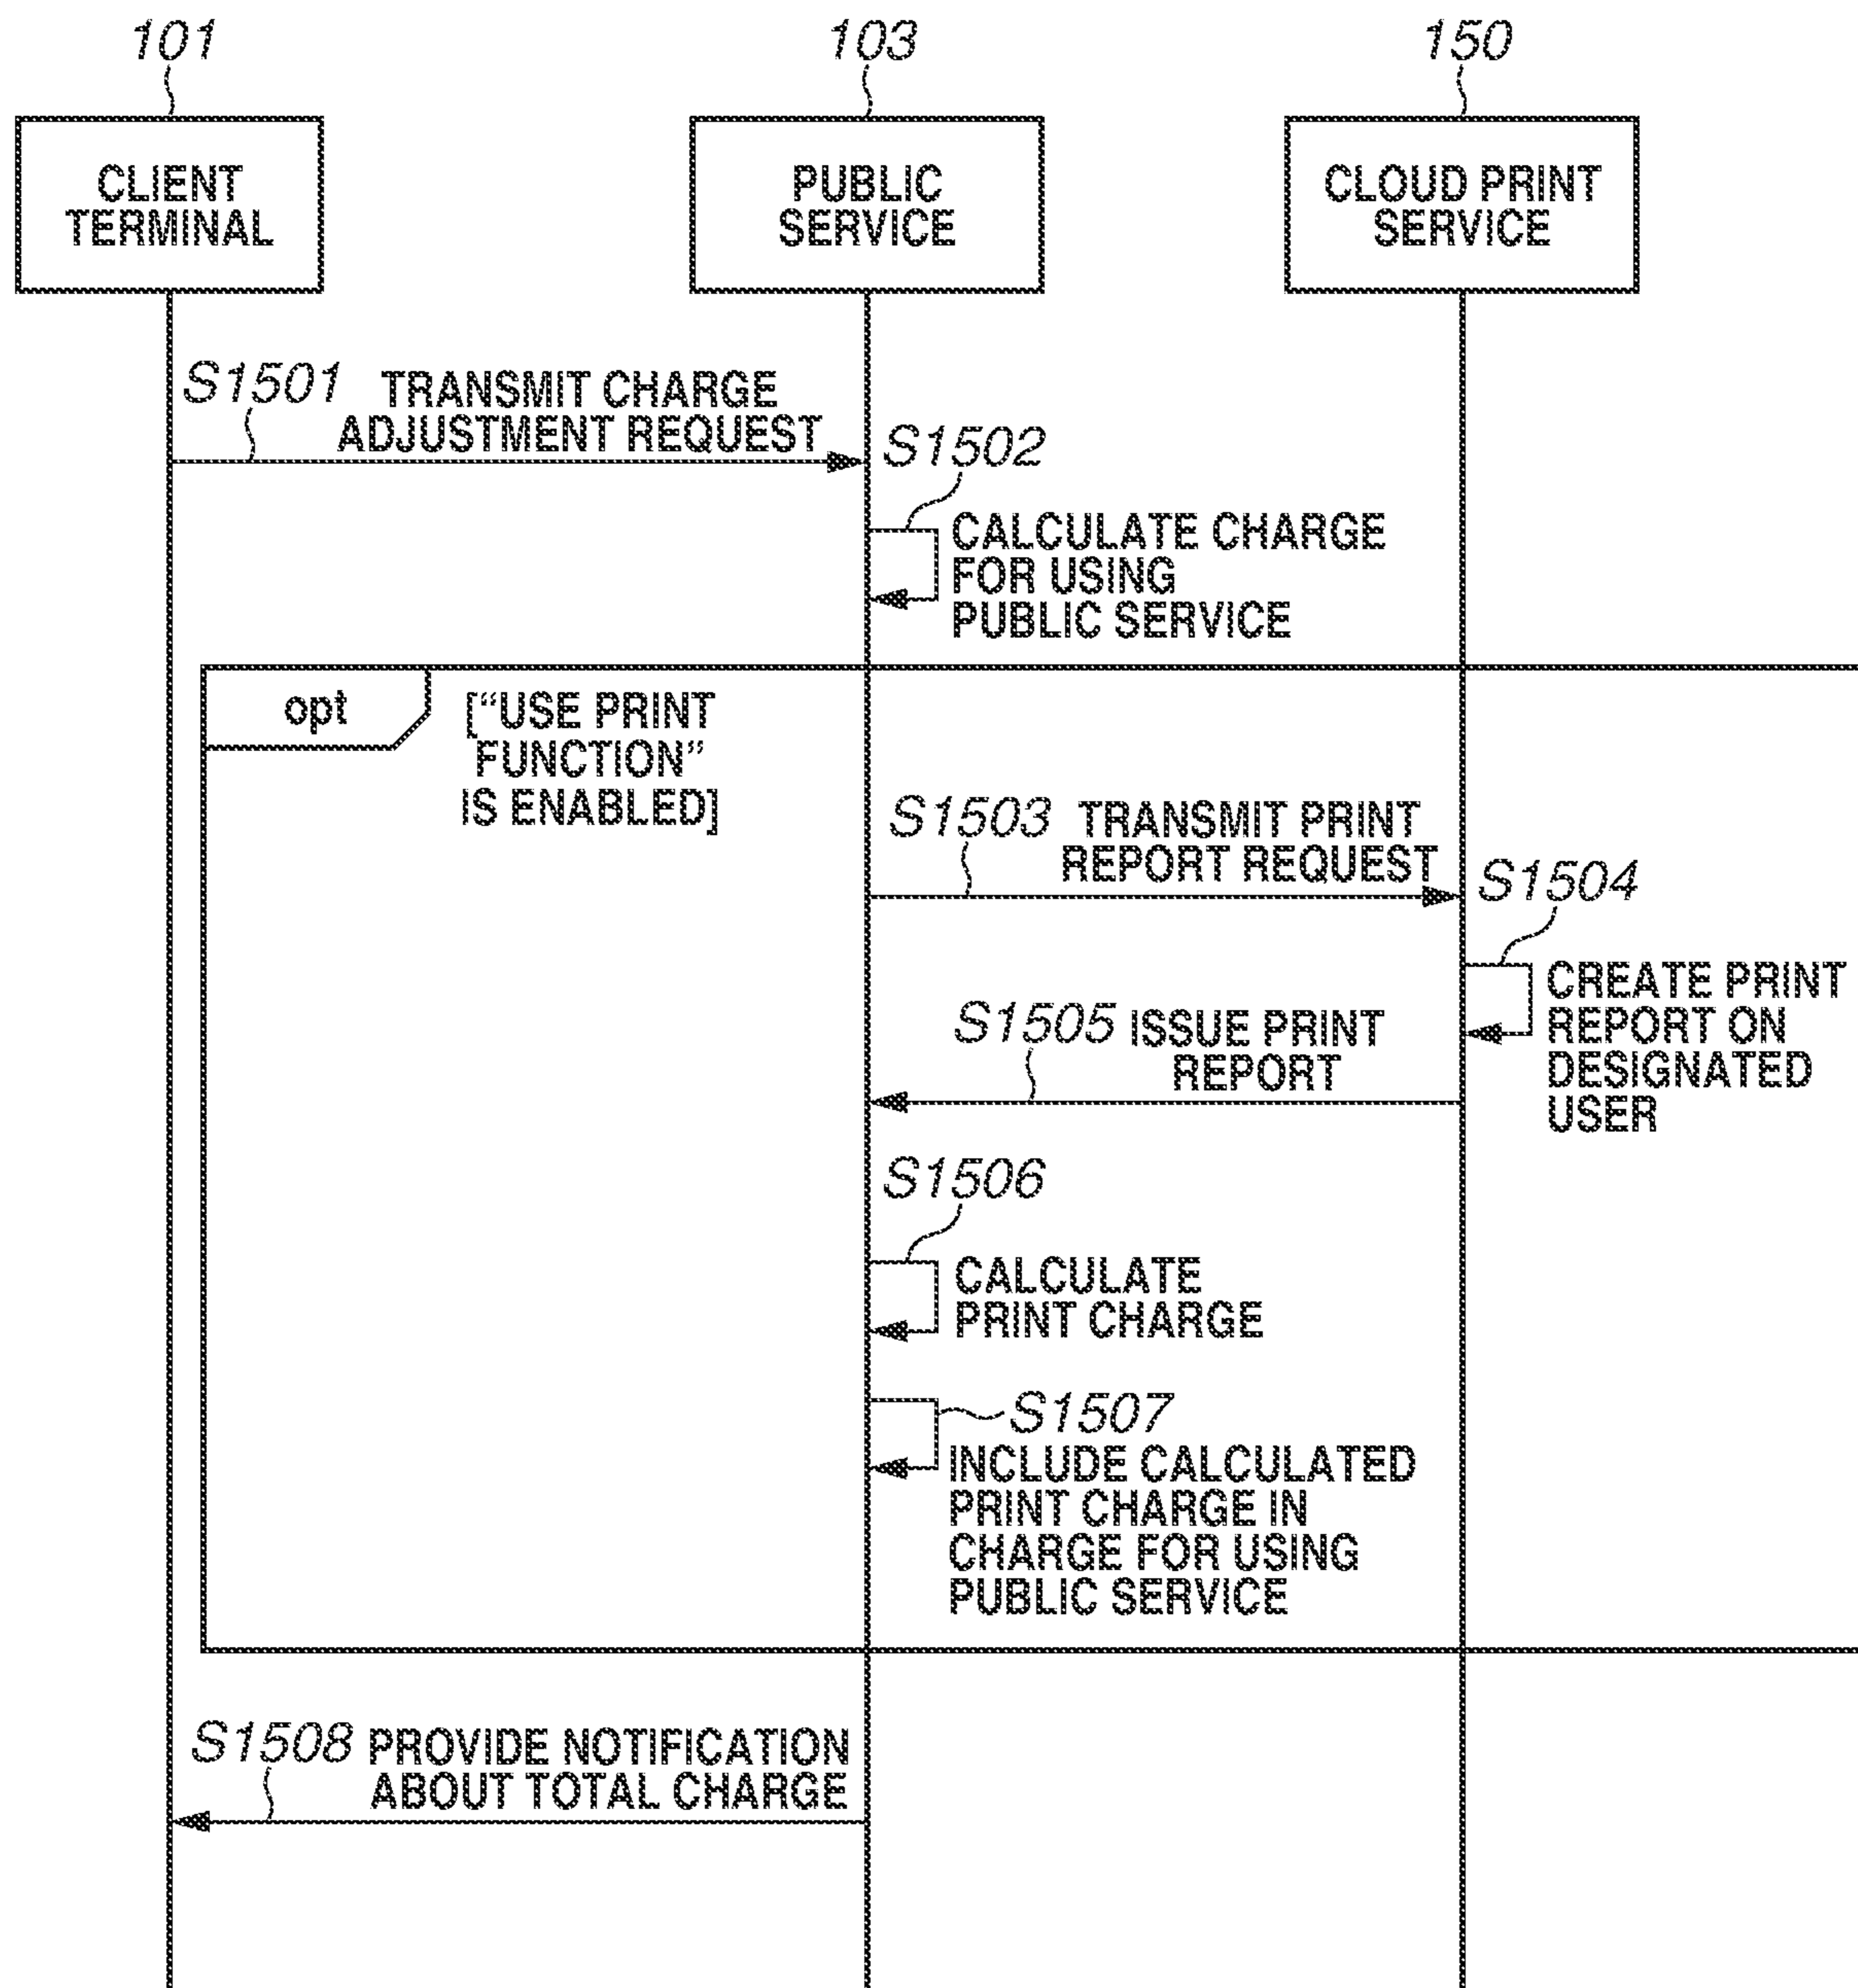 101
103
150
CLIENT
TERMINAL
PUBLIC
SERVICE
CLOUD PRINT
SERVICE
S1501
TRANSMIT CHARGE
ADJUSTMENT REQUEST
S1502
CALCULATE CHARGE
FOR USING
PUBLIC SERVICE
opt
["USE PRINT
FUNCTION"
IS ENABLED]
S1503
TRANSMIT PRINT
REPORT REQUEST
S1504
CREATE PRINT
REPORT ON
DESIGNATED
USER
S1505
ISSUE PRINT
REPORT
S1506
CALCULATE
PRINT CHARGE
S1507
INCLUDE CALCULATED
PRINT CHARGE IN
CHARGE FOR USING
PUBLIC SERVICE
S1508
PROVIDE NOTIFICATION
ABOUT TOTAL CHARGE